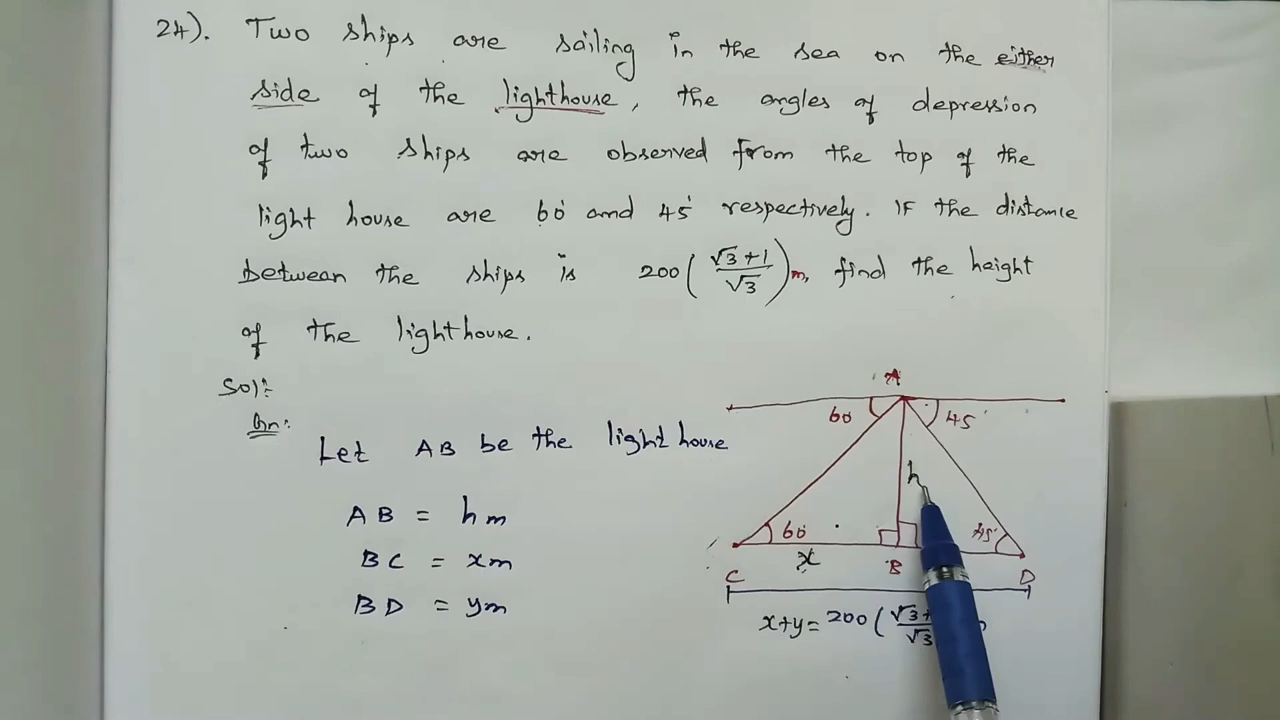 24). Two ships are sailing in the sea on the either
side of the lighthouse, the angles of depression
of two ships are observed from the top of the
light house are 60° and 45° respectively. If the distance
between the ships is 200(√3+1/√3)m, find the height
of the lighthouse.
Sol:
Let AB be the light house
AB = hm
BC = xm
BD = ym
A
60 45°
h
60 45°
x
C B D
x+y= 200(√3+
√3